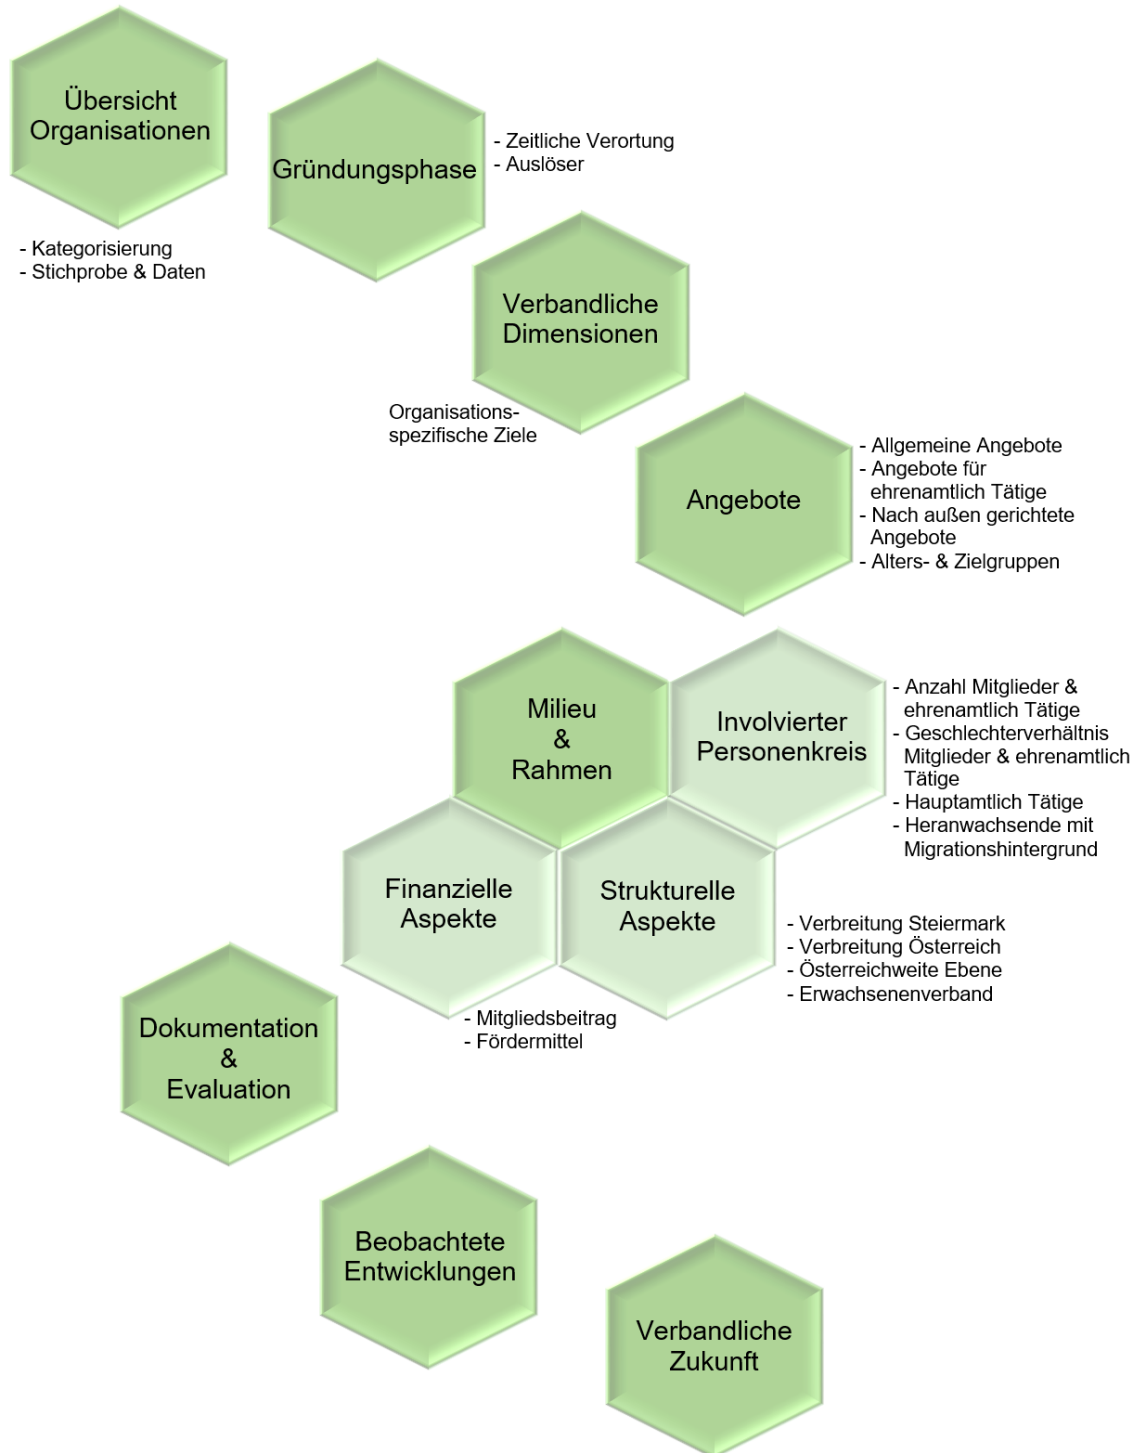 Übersicht
Organisationen
- Kategorisierung
- Stichprobe & Daten
Gründungsphase
- Zeitliche Verortung
- Auslöser
Verbandliche
Dimensionen
Organisations-
spezifische Ziele
Angebote
- Allgemeine Angebote
- Angebote für
ehrenamtlich Tätige
- Nach außen gerichtete
Angebote
- Alters- & Zielgruppen
Milieu
&
Rahmen
Involvierter
Personenkreis
- Anzahl Mitglieder &
ehrenamtlich Tätige
- Geschlechterverhältnis
Mitglieder & ehrenamtlich
Tätige
- Hauptamtlich Tätige
- Heranwachsende mit
Migrationshintergrund
Finanzielle
Aspekte
- Mitgliedsbeitrag
- Fördermittel
Strukturelle
Aspekte
- Verbreitung Steiermark
- Verbreitung Österreich
- Österreichweite Ebene
- Erwachsenenverband
Dokumentation
&
Evaluation
Beobachtete
Entwicklungen
Verbandliche
Zukunft